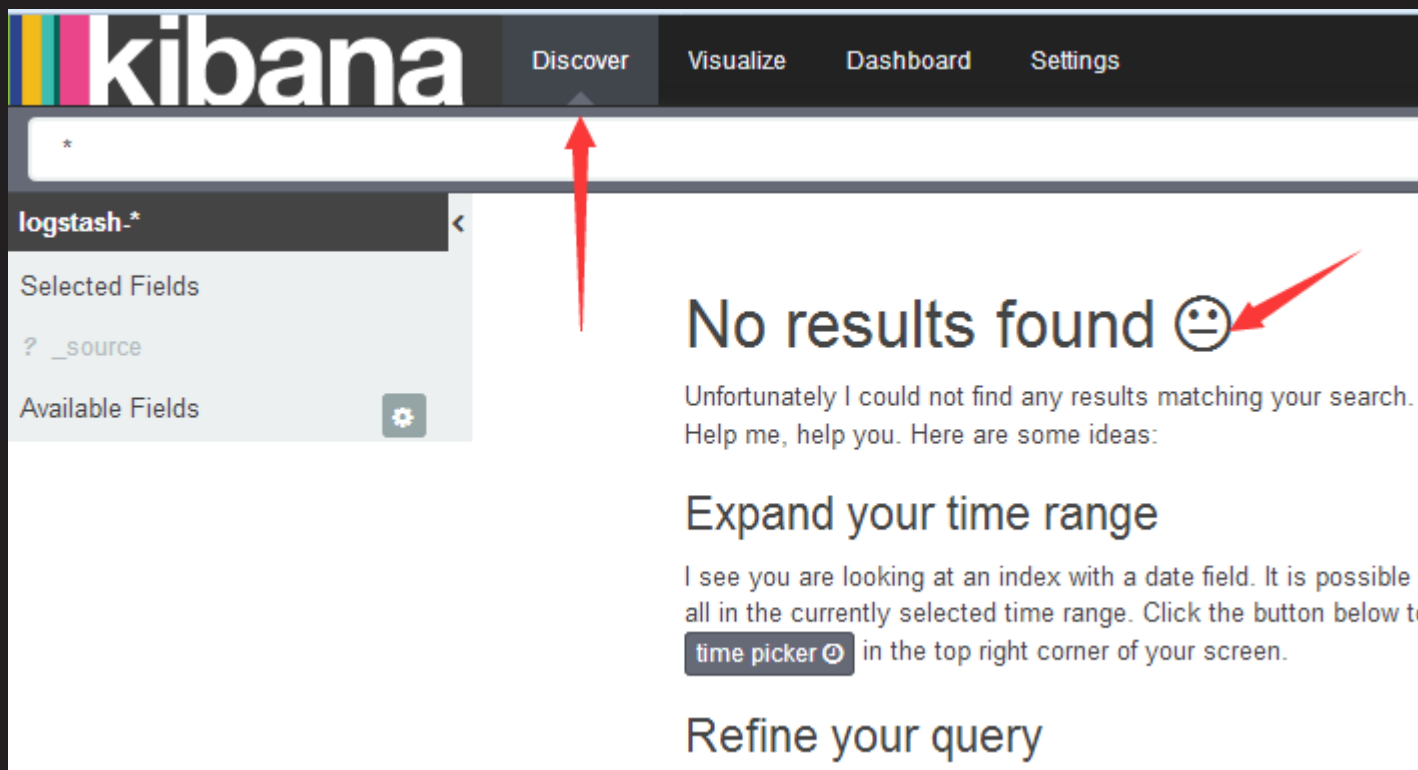 kibana
Discover
Visualize
Dashboard
Settings
*
logstash-*
Selected Fields
? _source
Available Fields
No results found
Unfortunately I could not find any results matching your search.
Help me, help you. Here are some ideas:
Expand your time range
I see you are looking at an index with a date field. It is possible
all in the currently selected time range. Click the button below
time picker in the top right corner of your screen.
Refine your query